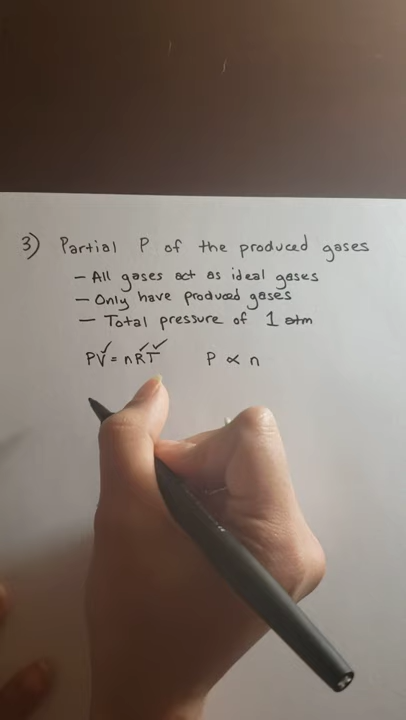 3) Partial P of the produced gases
- All gases act as ideal gases
- Only have produced gases
- Total pressure of 1 atm
PV✓ = nR✓T✓ P ∝ n